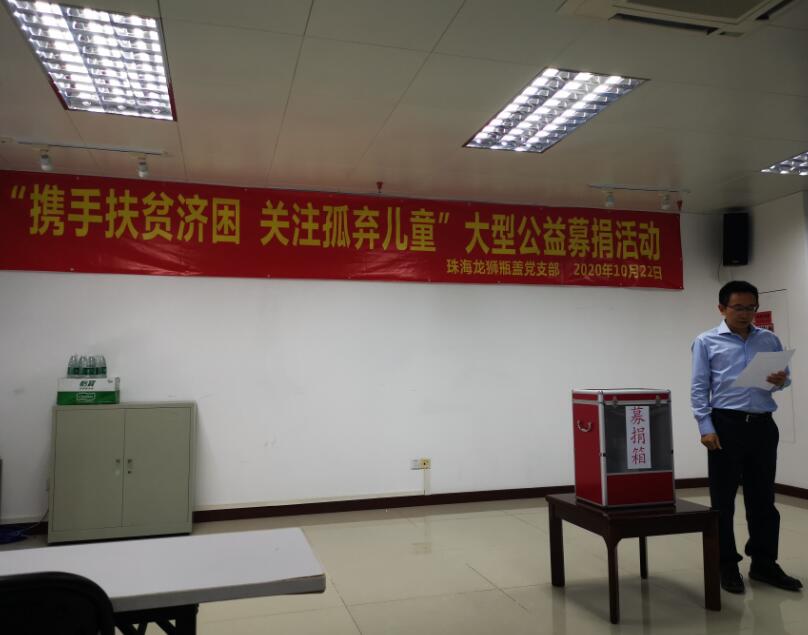 “携手扶贫济困 关注孤弃儿童”大型公益募捐活动
珠海龙狮瓶盖党支部 2020年10月22日
怡寶
募捐箱